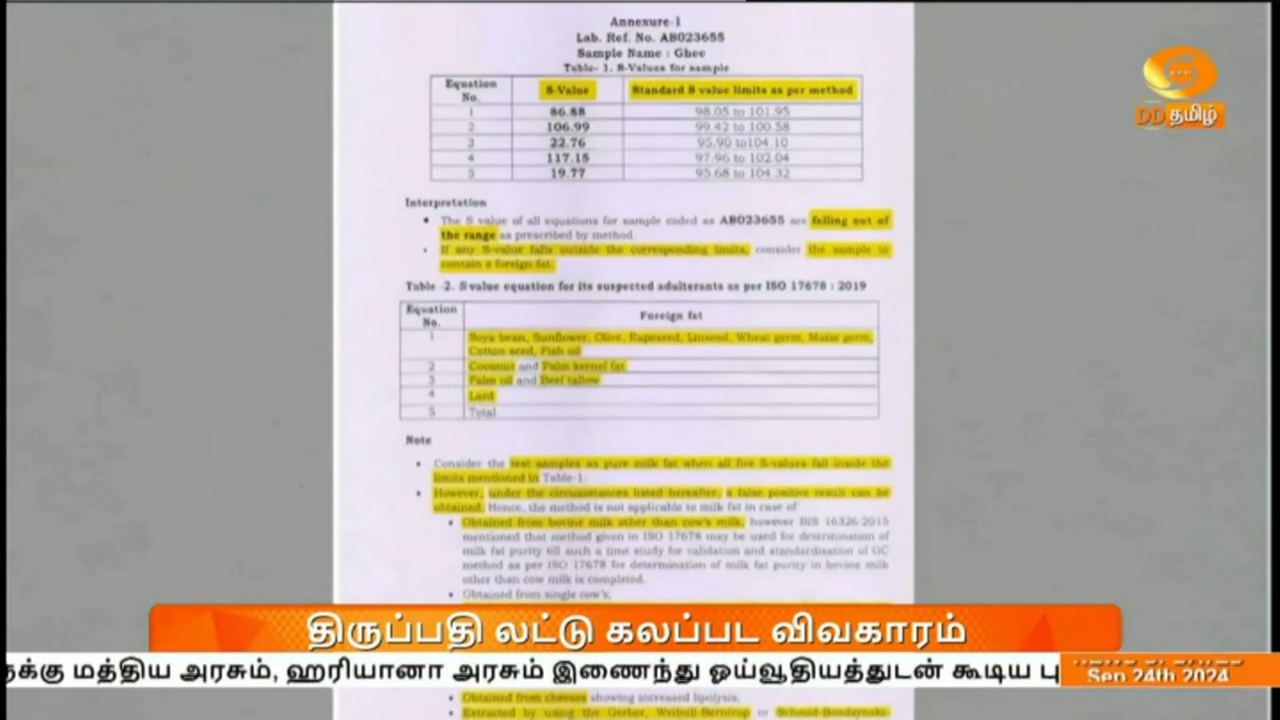 Annexure-1
Lab. Ref. No. AB023655
Sample Name : Ghee
Table- 1. S-Values for sample
Equation No. S-Value Standard S value limits as per method
1 86.88 98.05 to 101.95
2 106.99 99.42 to 100.58
3 22.76 95.90 to104.10
4 117.15 97.96 to 102.04
5 19.77 95.68 to 104.32
DD தமிழ்
Interpretation
• The S value of all equations for sample coded as AB023655 are falling out of
the range as prescribed by method.
• If any S-value falls outside the corresponding limits, consider the sample to
contain a foreign fat.
Table -2. S value equation for its suspected adulterants as per ISO 17678 : 2019
Equation No. Foreign fat
1 Soya bean, Sunflower, Olive, Rapeseed, Linseed, Wheat germ, Maize germ,
Cotton seed, Fish oil
2 Coconut and Palm kernel fat
3 Palm oil and Beef tallow
4 Lard
5 Total
Note
• Consider the test samples as pure milk fat when all five S-values fall inside the
limits mentioned in Table-1.
• However, under the circumstances listed hereafter, a false positive result can be
obtained. Hence, the method is not applicable to milk fat in case of
• Obtained from bovine milk other than cow's milk, however BIS 16326:2015
mentioned that method given in ISO 17678 may be used for determination of
milk fat purity till such a time study for validation and standardisation of GC
method as per ISO 17678 for determination of milk fat purity in bovine milk
other than cow milk is completed.
• Obtained from single cow's;
திருப்பதி லட்டு கலப்பட விவகாரம்
மத்திய அரசும், ஹரியானா அரசும் இணைந்து ஓய்வூதியத்துடன் கூடிய
Sep 24th 2024
• Obtained from cheeses showing increased lipolysis;
• Extracted by using the Gerber, Weibull-Berntrop or Schmid-Bondzynski-